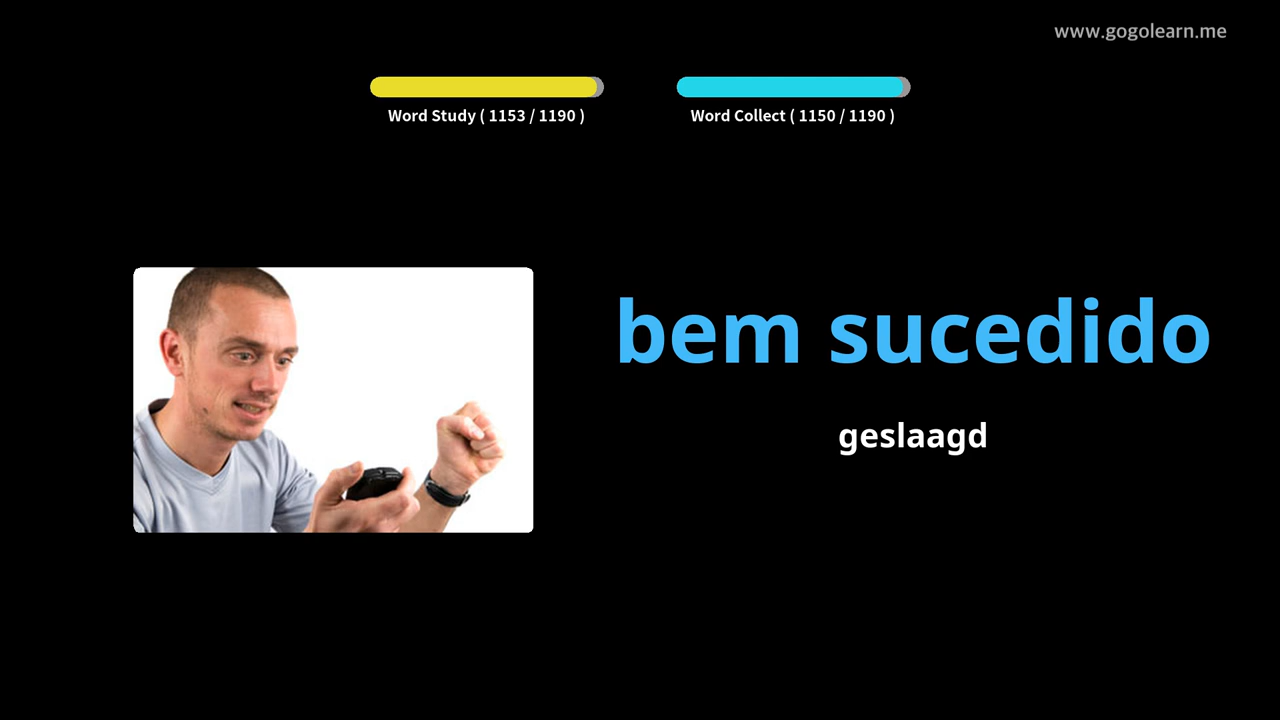 www.gogolearn.me
Word Study ( 1153 / 1190 )
Word Collect ( 1150 / 1190 )
bem sucedido
geslaagd